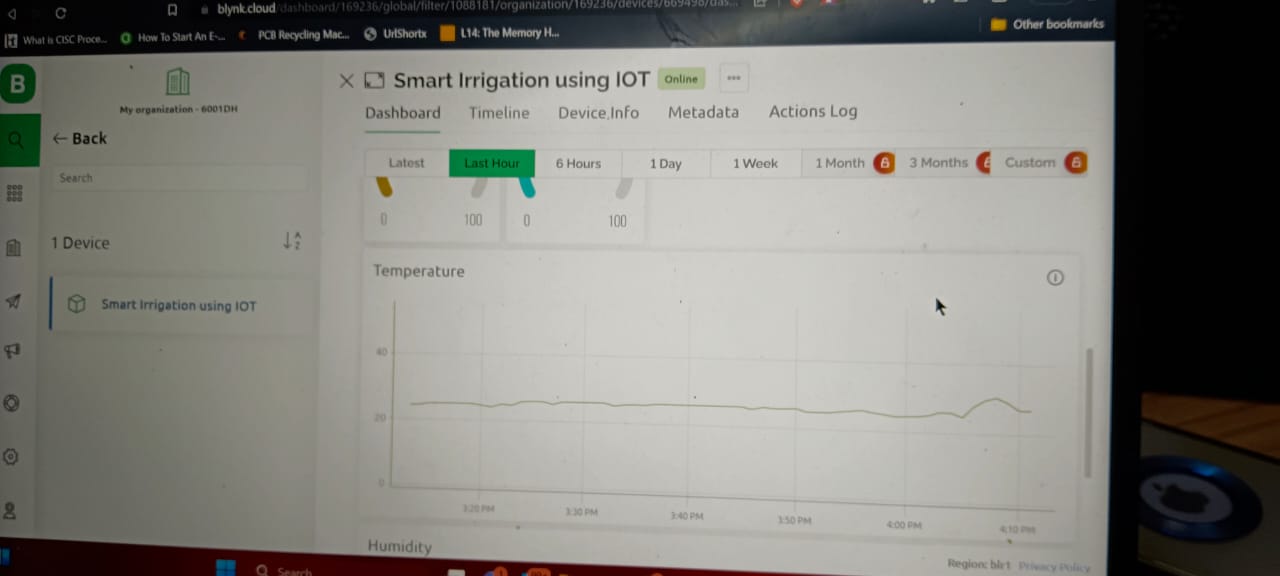 blynk.cloud/dashboard/169236/global/filter/1088181/organization/169236/devices/669498/das...
What is CISC Proce...
How To Start An E-...
PCB Recycling Mac...
UrlShortx
L14: The Memory H...
Other bookmarks
B
My organization - 6001DH
Back
Search
1 Device
Smart Irrigation using IOT
Smart Irrigation using IOT
Online
Dashboard
Timeline
Device Info
Metadata
Actions Log
Latest
Last Hour
6 Hours
1 Day
1 Week
1 Month
3 Months
Custom
0
100
0
100
Temperature
40
20
0
3:20 PM
3:30 PM
3:40 PM
3:50 PM
4:00 PM
4:10 PM
Humidity
Region: blr1
Privacy Policy
Search